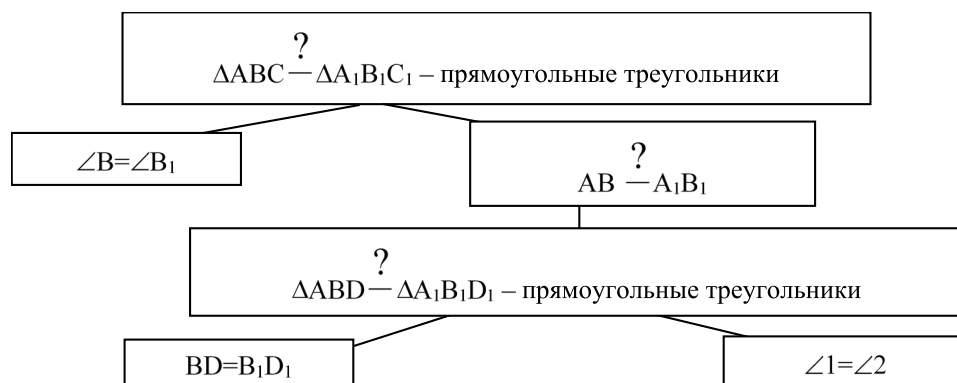 ?
ΔABC — ΔA₁B₁C₁ – прямоугольные треугольники
∠B=∠B₁
?
AB — A₁B₁
?
ΔABD — ΔA₁B₁D₁ – прямоугольные треугольники
BD=B₁D₁
∠1=∠2